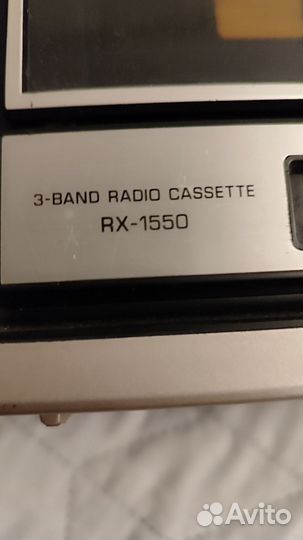 3-BAND RADIO CASSETTE
RX-1550
Avito